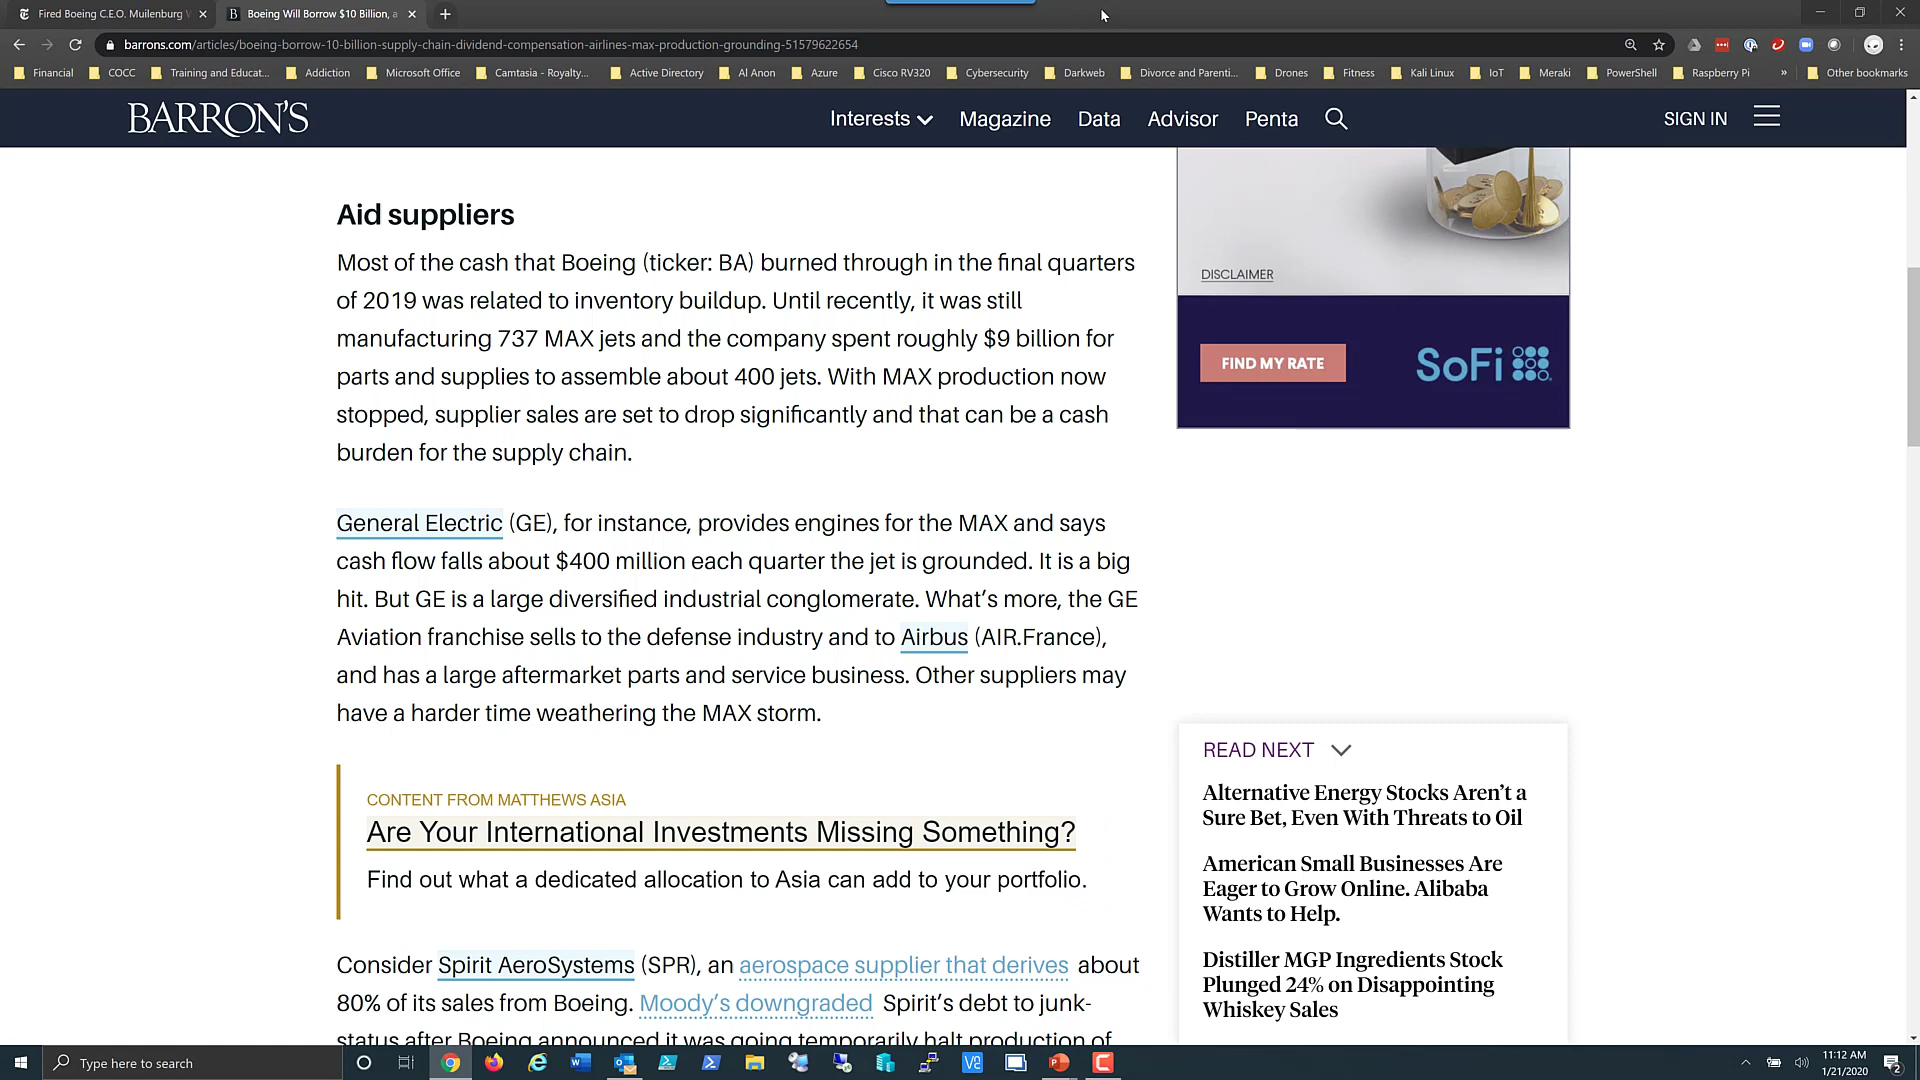 Fired Boeing C.E.O. Muilenburg
Boeing Will Borrow $10 Billion, a
barrons.com/articles/boeing-borrow-10-billion-supply-chain-dividend-compensation-airlines-max-production-grounding-51579622654
Financial COCC Training and Educat... Addiction Microsoft Office Camtasia - Royalty... Active Directory Al Anon Azure Cisco RV320 Cybersecurity Darkweb Divorce and Parenti... Drones Fitness Kali Linux IoT Meraki PowerShell Raspberry Pi » Other bookmarks
BARRON'S Interests Magazine Data Advisor Penta SIGN IN
Aid suppliers
Most of the cash that Boeing (ticker: BA) burned through in the final quarters
of 2019 was related to inventory buildup. Until recently, it was still
manufacturing 737 MAX jets and the company spent roughly $9 billion for
parts and supplies to assemble about 400 jets. With MAX production now
stopped, supplier sales are set to drop significantly and that can be a cash
burden for the supply chain.
General Electric (GE), for instance, provides engines for the MAX and says
cash flow falls about $400 million each quarter the jet is grounded. It is a big
hit. But GE is a large diversified industrial conglomerate. What’s more, the GE
Aviation franchise sells to the defense industry and to Airbus (AIR.France),
and has a large aftermarket parts and service business. Other suppliers may
have a harder time weathering the MAX storm.
CONTENT FROM MATTHEWS ASIA
Are Your International Investments Missing Something?
Find out what a dedicated allocation to Asia can add to your portfolio.
Consider Spirit AeroSystems (SPR), an aerospace supplier that derives about
80% of its sales from Boeing. Moody’s downgraded Spirit’s debt to junk-
status after Boeing announced it was going temporarily halt production of
DISCLAIMER
FIND MY RATE
SoFi
READ NEXT
Alternative Energy Stocks Aren’t a
Sure Bet, Even With Threats to Oil
American Small Businesses Are
Eager to Grow Online. Alibaba
Wants to Help.
Distiller MGP Ingredients Stock
Plunged 24% on Disappointing
Whiskey Sales
Type here to search
11:12 AM
1/21/2020
2